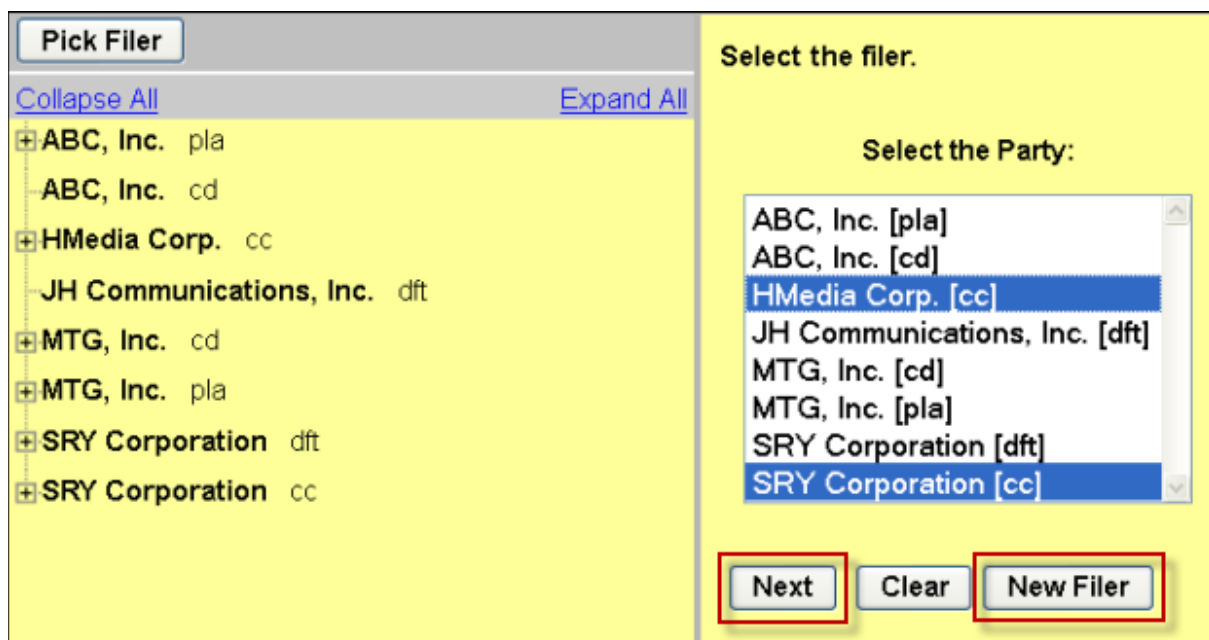 Pick Filer
Collapse All Expand All
ABC, Inc. pla
ABC, Inc. cd
HMedia Corp. cc
JH Communications, Inc. dft
MTG, Inc. cd
MTG, Inc. pla
SRY Corporation dft
SRY Corporation cc
Select the filer.
Select the Party:
ABC, Inc. [pla]
ABC, Inc. [cd]
HMedia Corp. [cc]
JH Communications, Inc. [dft]
MTG, Inc. [cd]
MTG, Inc. [pla]
SRY Corporation [dft]
SRY Corporation [cc]
Next Clear New Filer